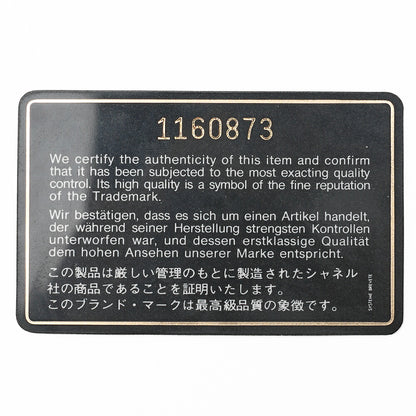 1160873
We certify the authenticity of this item and confirm
that it has been subjected to the most exacting quality
control. Its high quality is a symbol of the fine reputation
of the Trademark.
Wir bestätigen, dass es sich um einen Artikel handelt,
der während seiner Herstellung strengsten Kontrollen
unterworfen war, und dessen erstklassige Qualität
dem hohen Ansehen unserer Marke entspricht.
この製品は厳しい管理のもとに製造されたシャネル
社の商品であることを証明いたします。
このブランド・マークは最高級品質の象徴です。
SYSTEME BREVETE